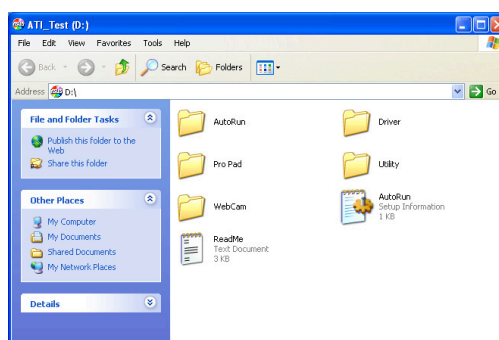 ATI_Test (D:)
File Edit View Favorites Tools Help
Back Search Folders
Address D:\ Go
File and Folder Tasks
Publish this folder to the
Web
Share this folder
Other Places
My Computer
My Documents
Shared Documents
My Network Places
Details
AutoRun
Driver
Pro Pad
Utility
WebCam
AutoRun
Setup Information
1 KB
ReadMe
Text Document
3 KB